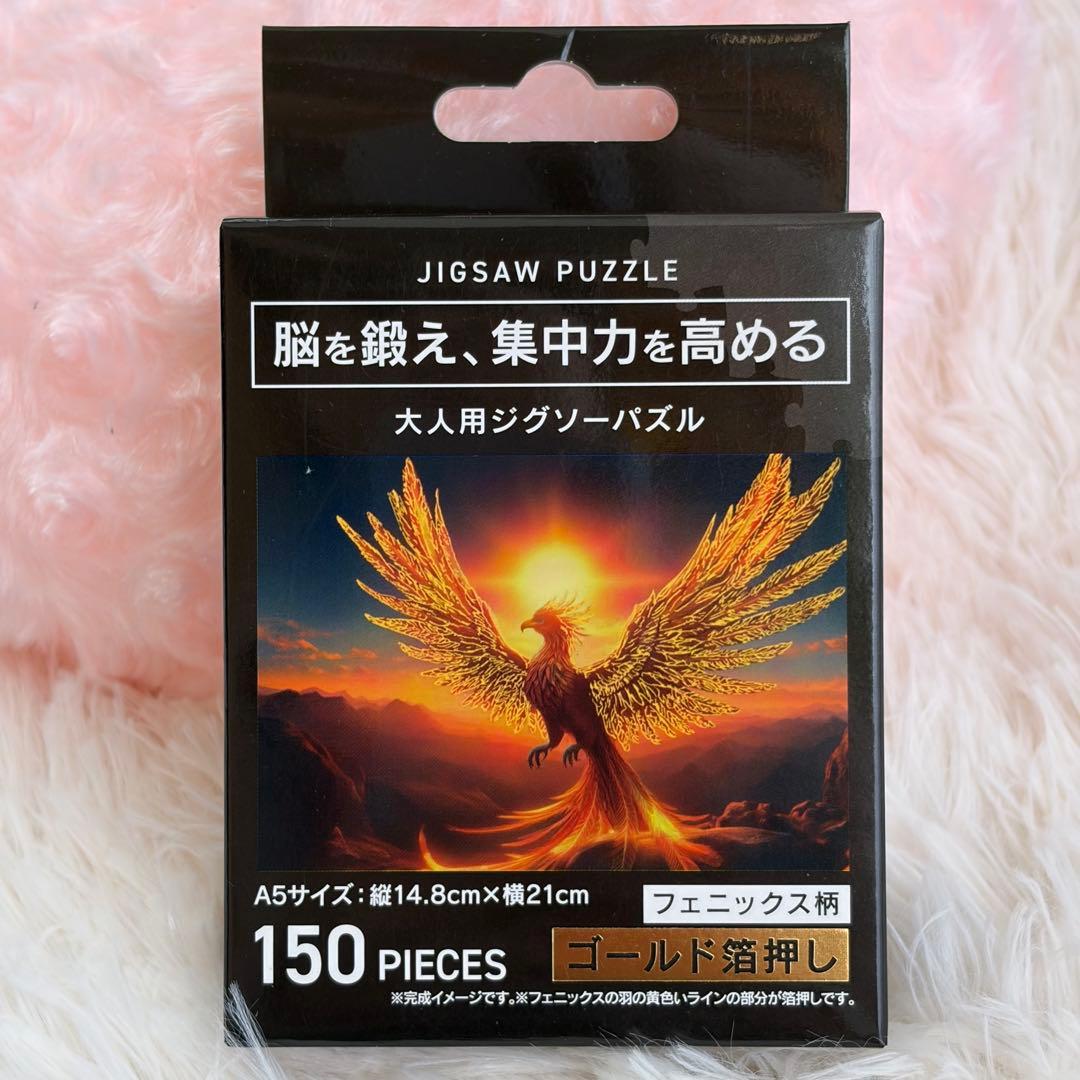 JIGSAW PUZZLE
脳を鍛え、集中力を高める
大人用ジグソーパズル
A5サイズ：縦14.8cm×横21cm
フェニックス柄
150 PIECES
ゴールド箔押し
※完成イメージです。※フェニックスの羽の黄色いラインの部分が箔押しです。